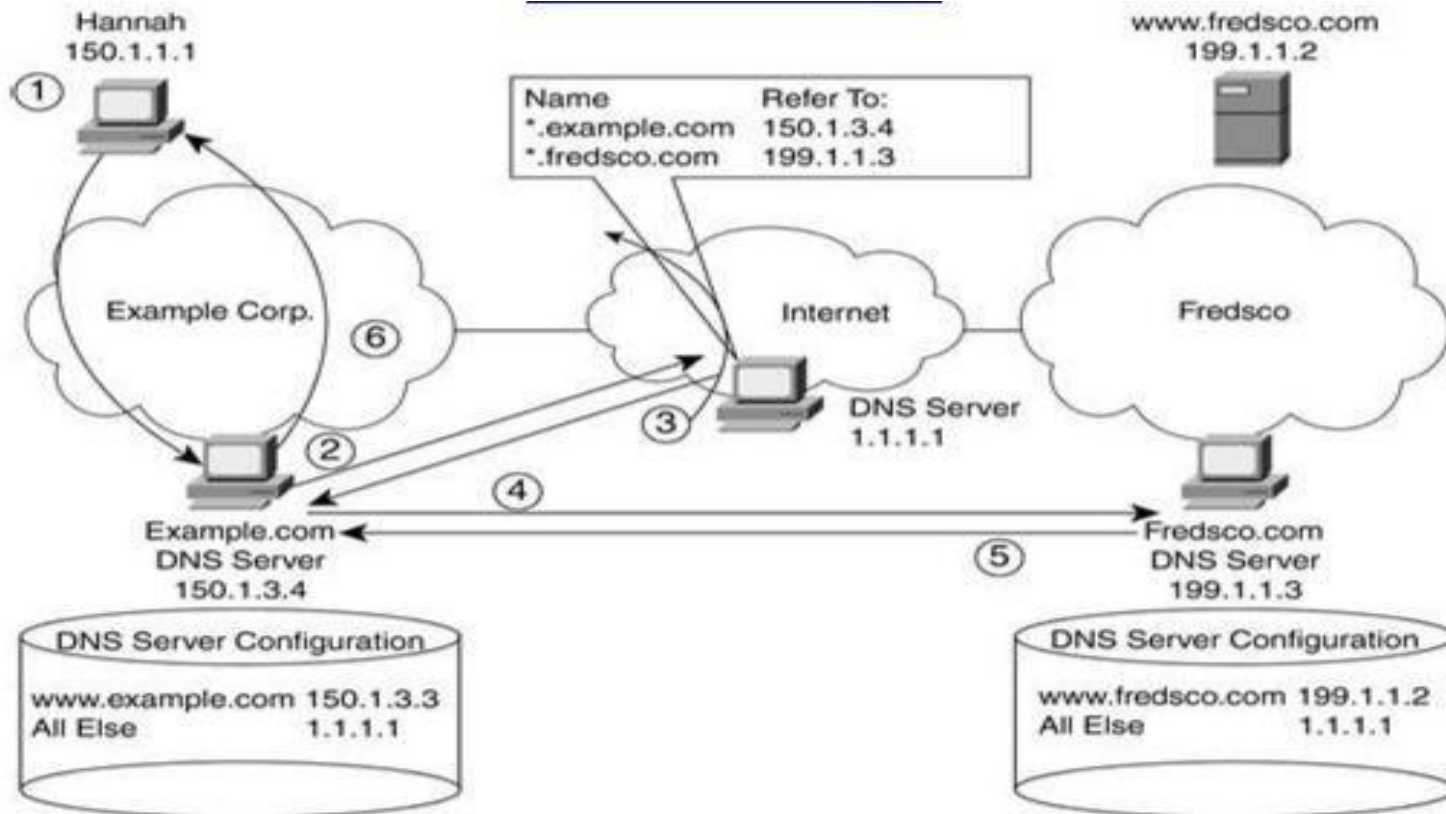 Hannah
150.1.1.1
www.fredsco.com
199.1.1.2
1
Name Refer To:
*.example.com 150.1.3.4
*.fredsco.com 199.1.1.3
Example Corp.
Internet
Fredsco
6
DNS Server
1.1.1.1
3
2
4
5
Example.com
DNS Server
150.1.3.4
Fredsco.com
DNS Server
199.1.1.3
DNS Server Configuration
www.example.com 150.1.3.3
All Else 1.1.1.1
DNS Server Configuration
www.fredsco.com 199.1.1.2
All Else 1.1.1.1